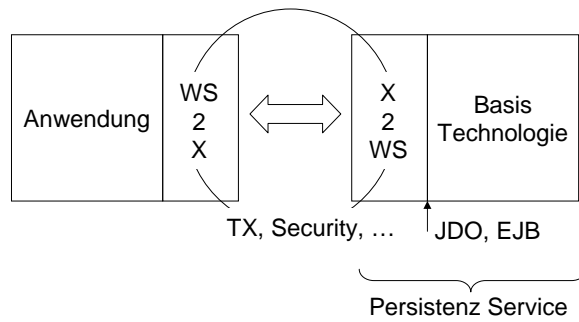 Anwendung
WS
2
X
X
2
WS
Basis
Technologie
TX, Security, …
JDO, EJB
Persistenz Service